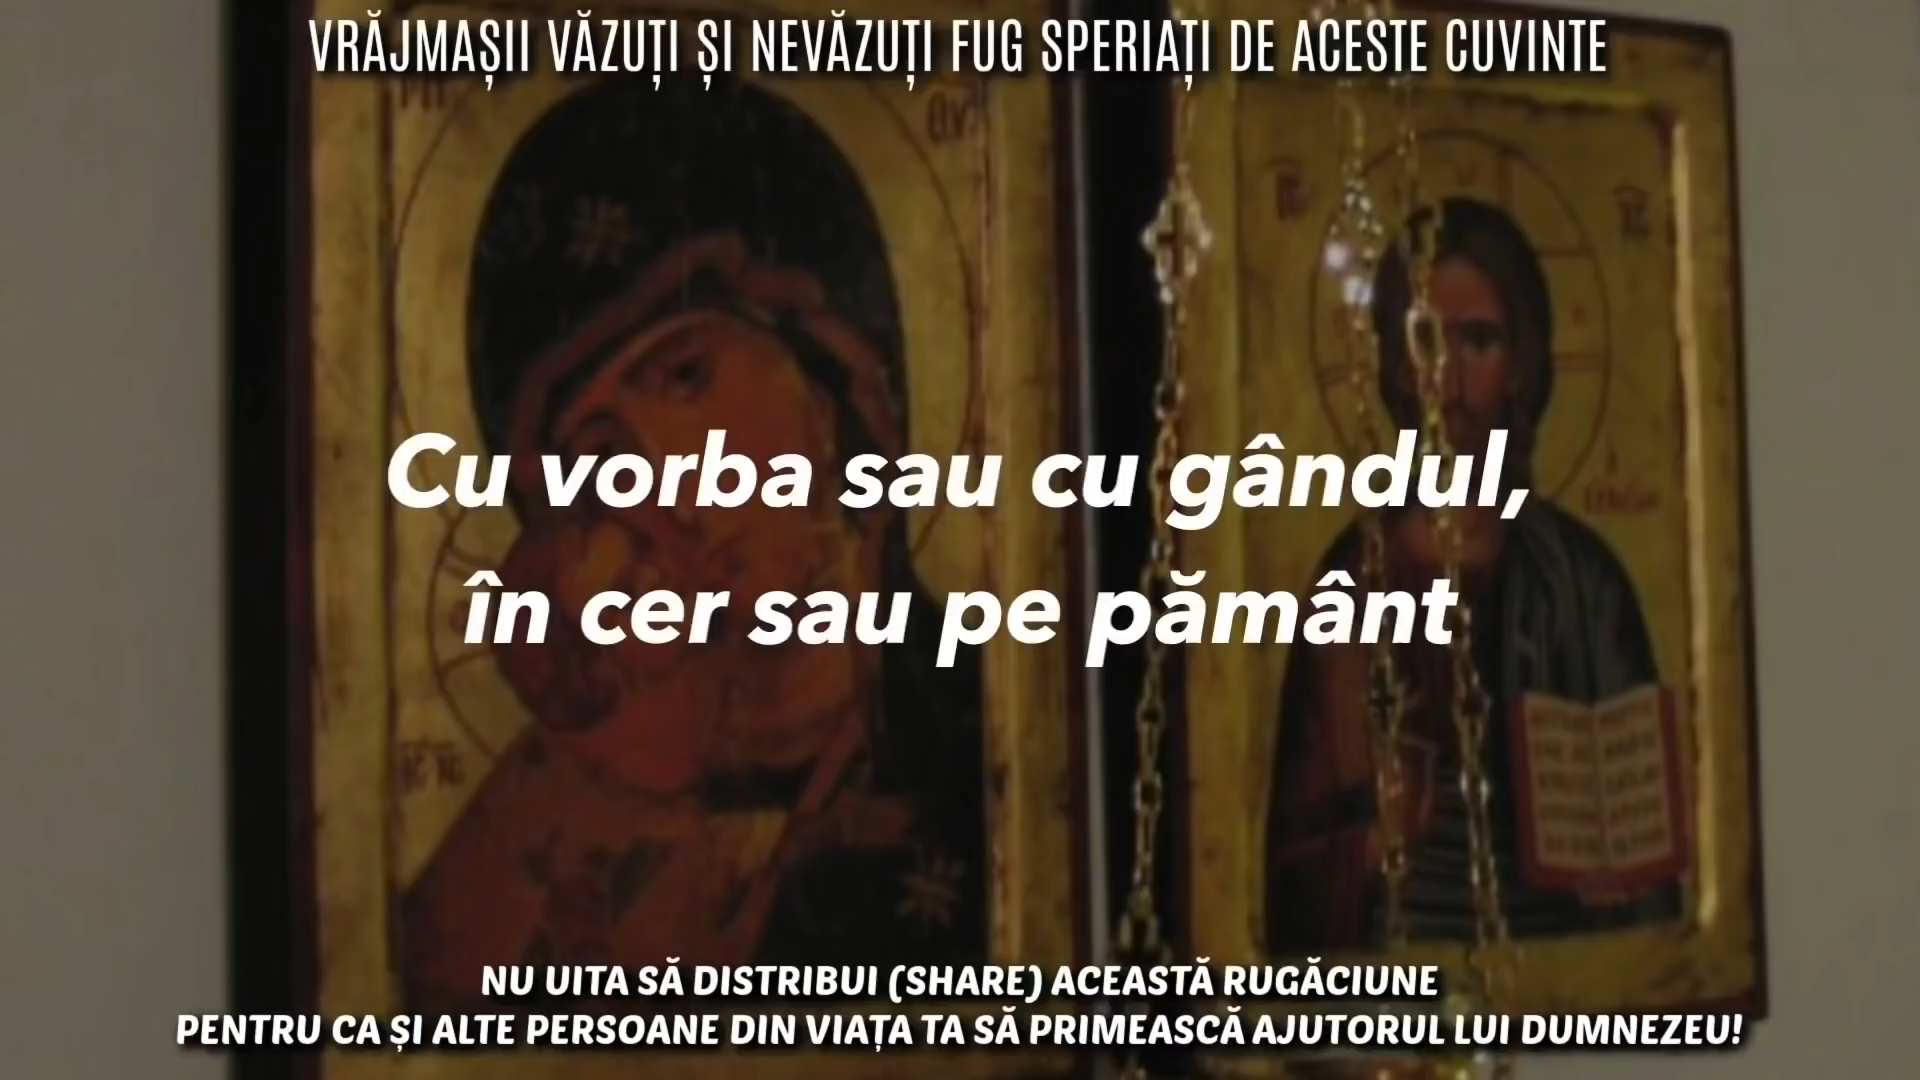 VRĂJMAȘII VĂZUȚI ȘI NEVĂZUȚI FUG SPERIAȚI DE ACESTE CUVINTE
Cu vorba sau cu gândul,
în cer sau pe pământ
NU UITA SĂ DISTRIBUI (SHARE) ACEASTĂ RUGĂCIUNE
PENTRU CA ȘI ALTE PERSOANE DIN VIAȚA TA SĂ PRIMEASCĂ AJUTORUL LUI DUMNEZEU!